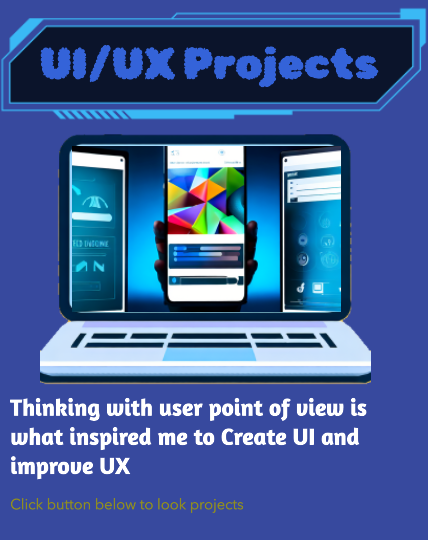 UI/UX Projects
Thinking with user point of view is
what inspired me to Create UI and
improve UX
Click button below to look projects